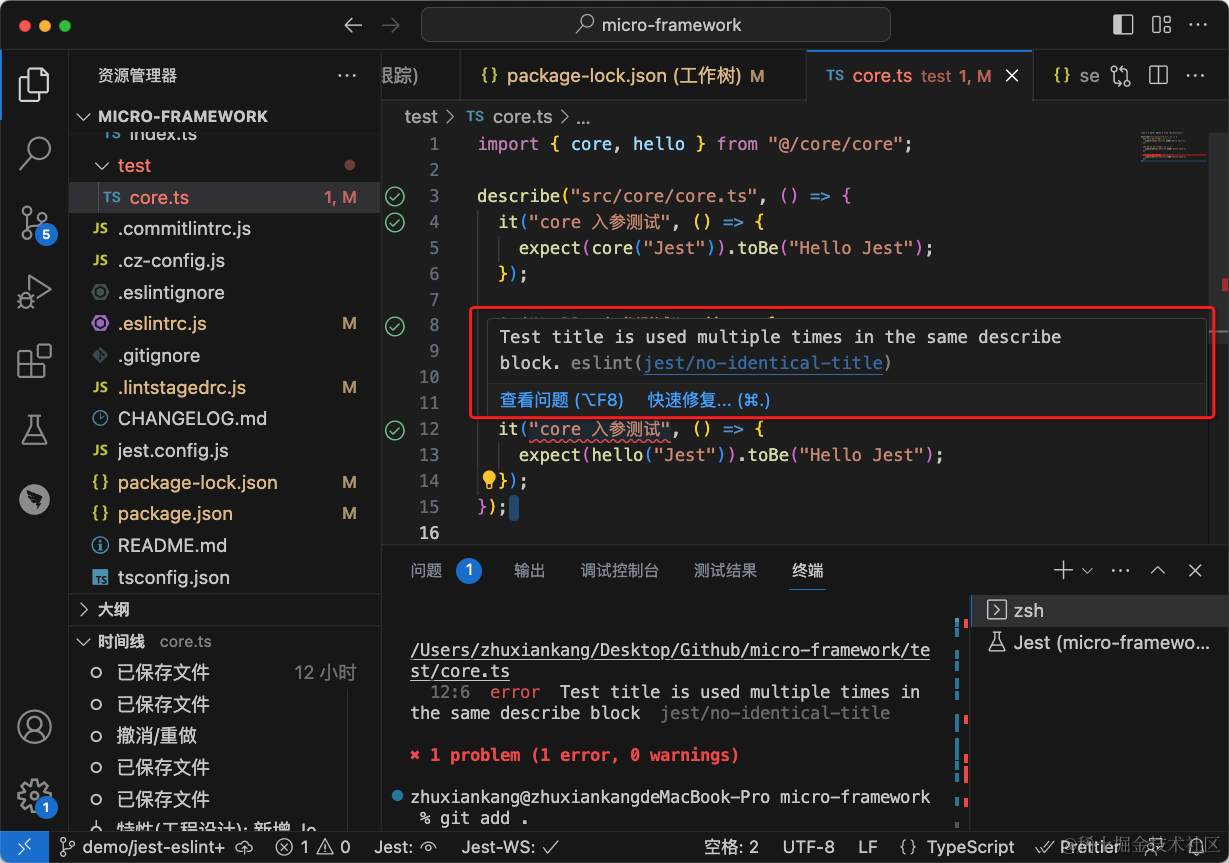 micro-framework
资源管理器
MICRO-FRAMEWORK
TS index.ts
test
TS core.ts 1, M
JS .commitlintrc.js
JS .cz-config.js
.eslintignore
.eslintrc.js M
.gitignore
JS .lintstagedrc.js M
CHANGELOG.md
JS jest.config.js
{} package-lock.json M
{} package.json M
README.md
TS tsconfig.json
大纲
时间线 core.ts
已保存文件 12 小时
已保存文件
撤消/重做
已保存文件
已保存文件
特性(工程设计): 新增 Je
5
1
跟踪)
{} package-lock.json (工作树) M
TS core.ts test 1, M
{} se
test > TS core.ts > ...
1 import { core, hello } from "@/core/core";
2
3 describe("src/core/core.ts", () => {
4 it("core 入参测试", () => {
5 expect(core("Jest")).toBe("Hello Jest");
6 });
7
8
9
10
11
Test title is used multiple times in the same describe
block. eslint(jest/no-identical-title)
查看问题 (⌥F8) 快速修复... (⌘.)
12 it("core 入参测试", () => {
13 expect(hello("Jest")).toBe("Hello Jest");
14 });
15 });
16
问题 1 输出 调试控制台 测试结果 终端
/Users/zhuxiankang/Desktop/Github/micro-framework/te
st/core.ts
12:6 error Test title is used multiple times in
the same describe block jest/no-identical-title
✖ 1 problem (1 error, 0 warnings)
zhuxiankang@zhuxiankangdeMacBook-Pro micro-framework
% git add .
zsh
Jest (micro-framewo...
demo/jest-eslint+ 1 0 Jest: Jest-WS: ✓ 空格: 2 UTF-8 LF {} TypeScript Prettier
@稀土掘金技术社区